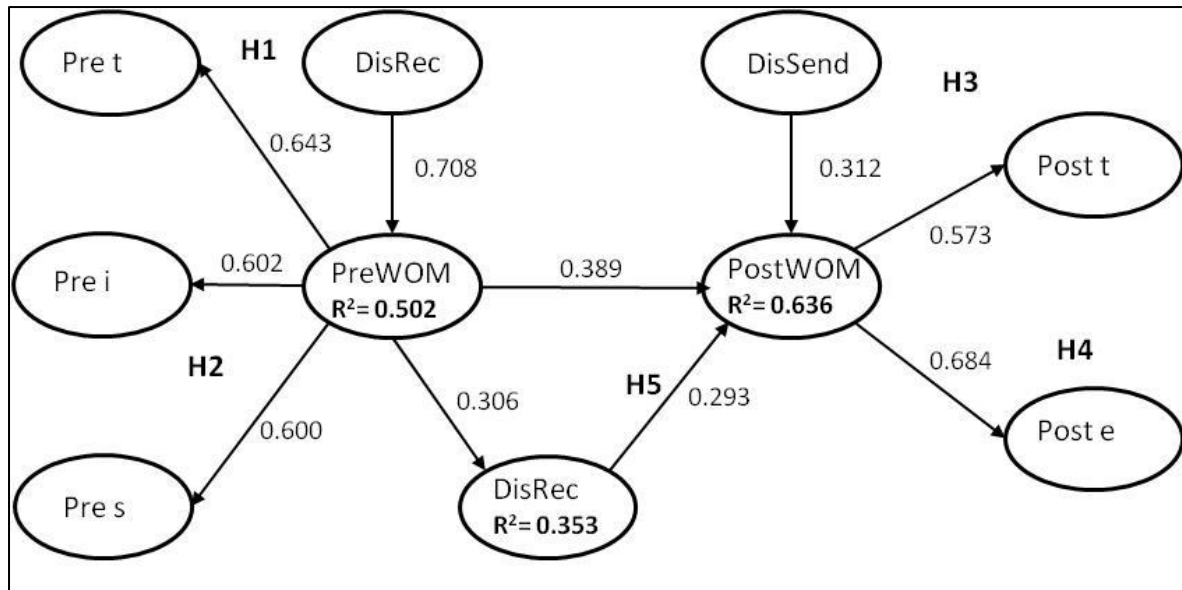 Pre t
H1
DisRec
DisSend
H3
0.643
0.708
0.312
Post t
0.573
Pre i
0.602
PreWOM
R²= 0.502
0.389
PostWOM
R²= 0.636
H2
0.306
H5
0.293
0.684
H4
0.600
Post e
Pre s
DisRec
R²= 0.353